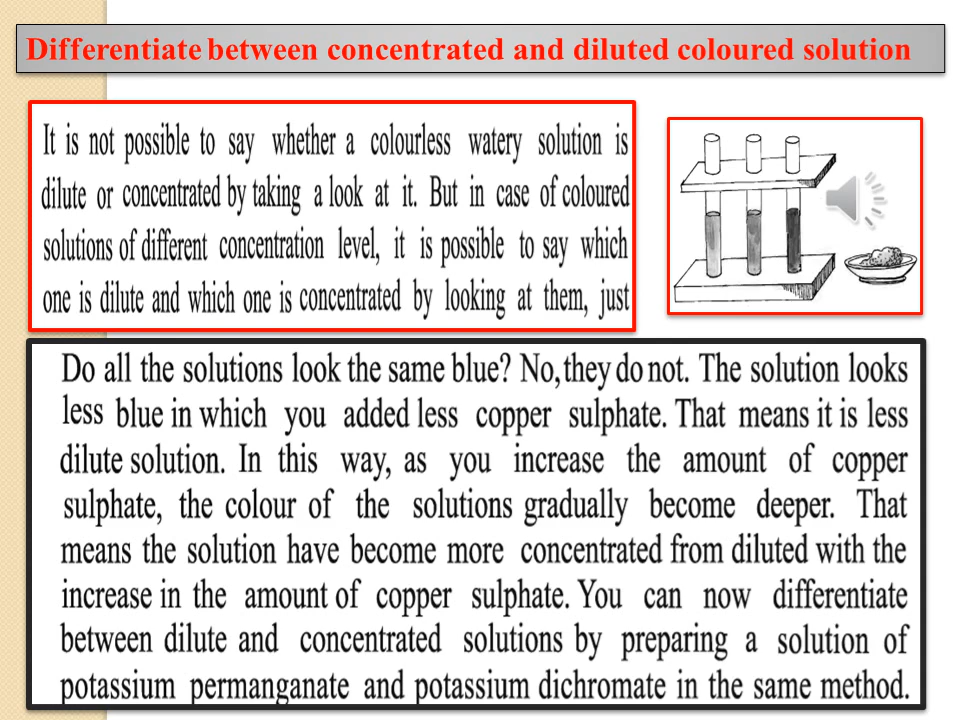 Differentiate between concentrated and diluted coloured solution
It is not possible to say whether a colourless watery solution is
dilute or concentrated by taking a look at it. But in case of coloured
solutions of different concentration level, it is possible to say which
one is dilute and which one is concentrated by looking at them, just
Do all the solutions look the same blue? No, they do not. The solution looks
less blue in which you added less copper sulphate. That means it is less
dilute solution. In this way, as you increase the amount of copper
sulphate, the colour of the solutions gradually become deeper. That
means the solution have become more concentrated from diluted with the
increase in the amount of copper sulphate. You can now differentiate
between dilute and concentrated solutions by preparing a solution of
potassium permanganate and potassium dichromate in the same method.